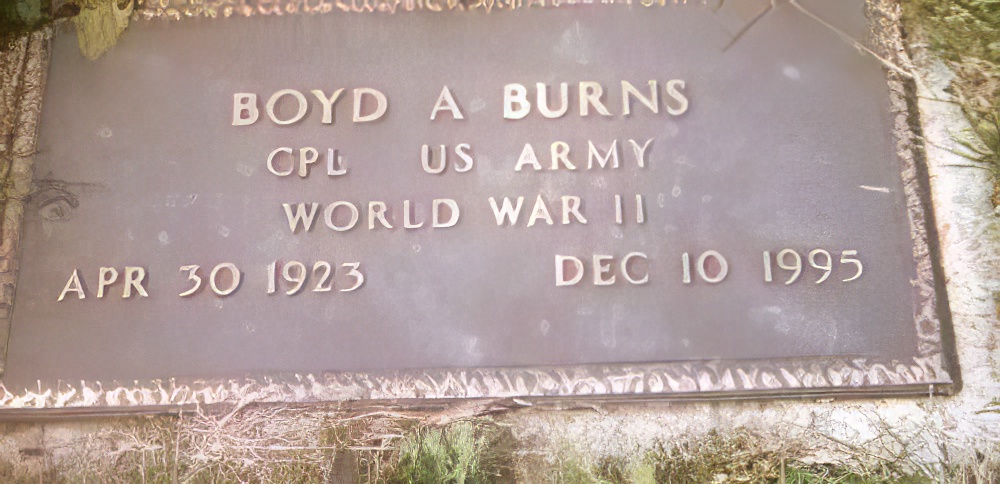 BOYD A BURNS
CPL US ARMY
WORLD WAR II
APR 30 1923 DEC 10 1995